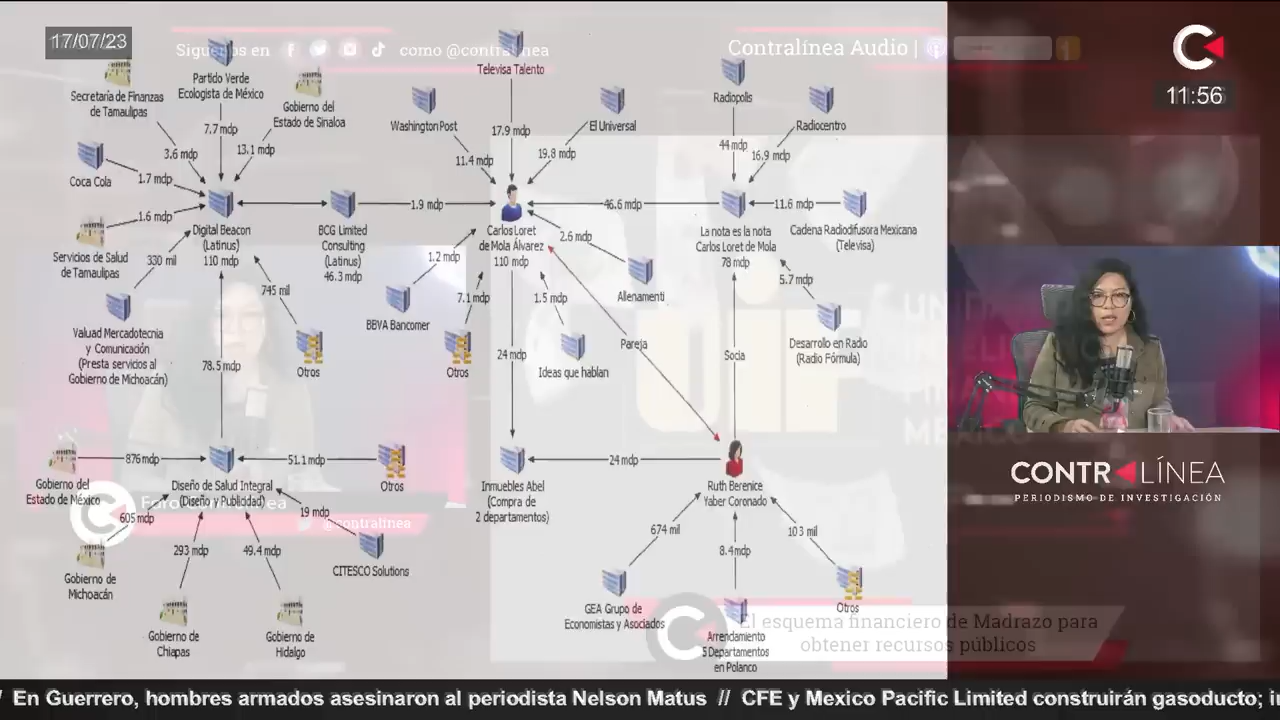 17/07/23
Síguenos en
como @contralínea
Contralínea Audio |
11:56
Secretaría de Finanzas
de Tamaulipas
Partido Verde
Ecologista de México
Gobierno del
Estado de Sinaloa
Televisa Talento
Washington Post
El Universal
Radiopolis
Radiocentro
7.7 mdp
3.6 mdp
13.1 mdp
17.9 mdp
11.4 mdp
19.8 mdp
44 mdp
16.9 mdp
Coca Cola
1.7 mdp
1.6 mdp
1.9 mdp
46.6 mdp
11.6 mdp
Servicios de Salud
de Tamaulipas
330 mil
Digital Beacon
(Latinus)
110 mdp
BCG Limited
Consulting
(Latinus)
46.3 mdp
Carlos Loret
de Mola Álvarez
110 mdp
2.6 mdp
La nota es la nota
Carlos Loret de Mola
78 mdp
Cadena Radiodifusora Mexicana
(Televisa)
1.2 mdp
745 mil
7.1 mdp
1.5 mdp
Allenamenti
5.7 mdp
Valuad Mercadotecnia
y Comunicación
(Presta servicios al
Gobierno de Michoacán)
BBVA Bancomer
Otros
Otros
Ideas que hablan
Desarrollo en Radio
(Radio Fórmula)
78.5 mdp
24 mdp
Pareja
Socia
876 mdp
51.1 mdp
24 mdp
Gobierno del
Estado de México
Diseño de Salud Integral
(Diseño y Publicidad)
Otros
Inmuebles Abel
(Compra de
2 departamentos)
Ruth Berenice
Yaber Coronado
605 mdp
19 mdp
@contralinea
293 mdp
49.4 mdp
674 mil
8.4mdp
103 mil
Gobierno de
Michoacán
CITESCO Solutions
Gobierno de
Chiapas
Gobierno de
Hidalgo
GEA Grupo de
Economistas y Asociados
Arrendamiento
5 Departamentos
en Polanco
Otros
El esquema financiero de Madrazo para
obtener recursos públicos
CONTRLÍNEA
PERIODISMO DE INVESTIGACIÓN
// En Guerrero, hombres armados asesinaron al periodista Nelson Matus // CFE y Mexico Pacific Limited construirán gasoducto;